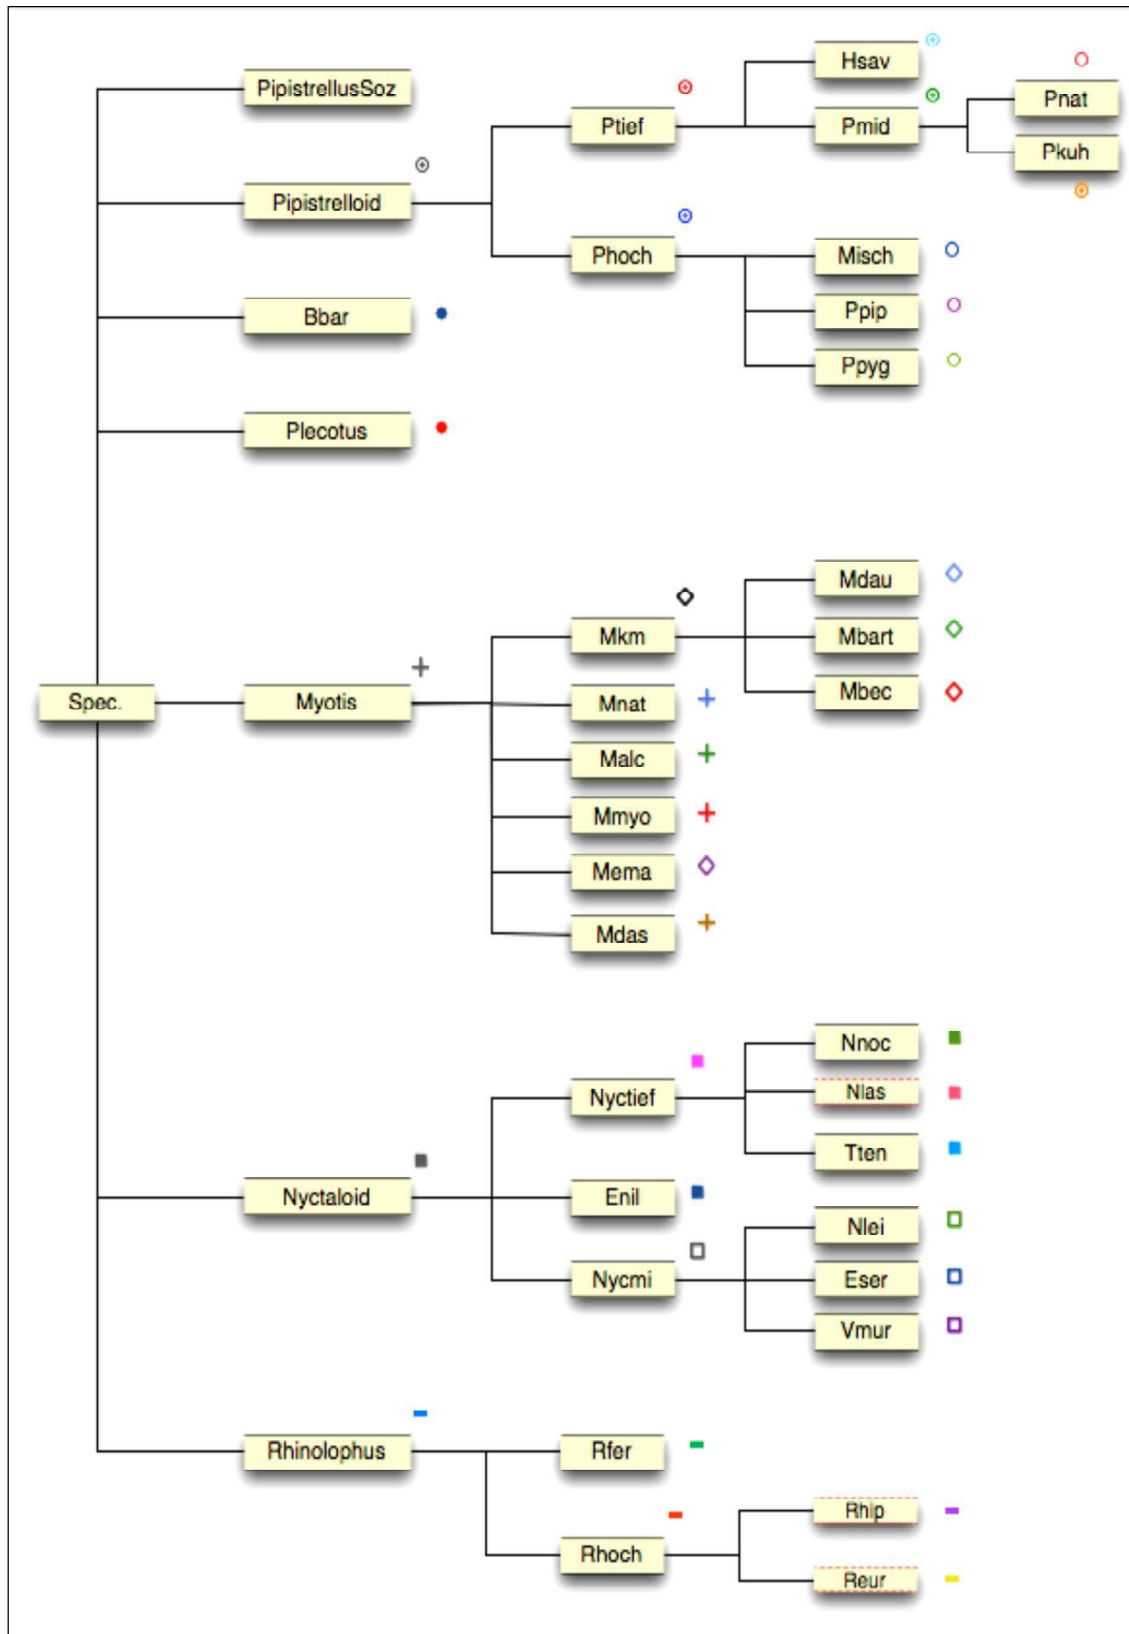 Hsav
PipistrellusSoz
Pnat
Ptief
Pmid
Pkuh
Pipistrelloid
Phoch
Misch
Bbar
Ppip
Ppyg
Plecotus
Mdau
Mkm
Mbart
Mbec
Spec.
Myotis
Mnat
Malc
Mmyo
Mema
Mdas
Nnoc
Nyctief
Nlas
Tten
Nyctaloid
Enil
Nlei
Nycmi
Eser
Vmur
Rhinolophus
Rfer
Rhip
Rhoch
Reur